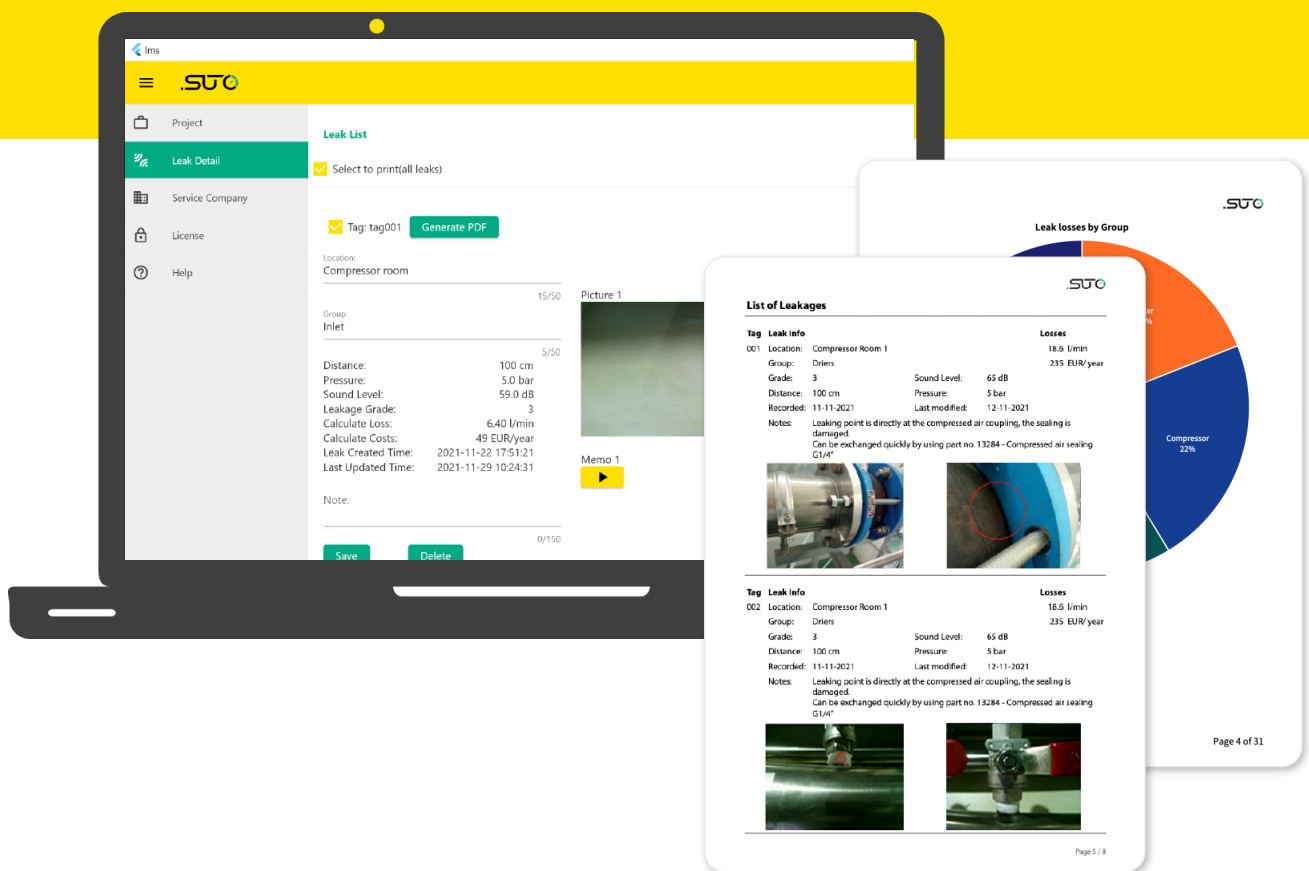 lms
.SUTO
Project
Leak Detail
Service Company
License
Help
Leak List
Select to print(all leaks)
Tag: tag001
Generate PDF
Location:
Compressor room
15/50
Group:
Inlet
5/50
Distance: 100 cm
Pressure: 5.0 bar
Sound Level: 59.0 dB
Leakage Grade: 3
Calculate Loss: 6.40 l/min
Calculate Costs: 49 EUR/year
Leak Created Time: 2021-11-22 17:51:21
Last Updated Time: 2021-11-29 10:24:31
Note:
0/150
Save
Delete
Picture 1
Memo 1
.SUTO
List of Leakages
Tag Leak Info Losses
001 Location: Compressor Room 1 18.6 l/min
Group: Driers 235 EUR/year
Grade: 3 Sound Level: 65 dB
Distance: 100 cm Pressure: 5 bar
Recorded: 11-11-2021 Last modified: 12-11-2021
Notes: Leaking point is directly at the compressed air coupling, the sealing is
damaged.
Can be exchanged quickly by using part no. 13284 - Compressed air sealing
G1/4"
Tag Leak Info Losses
002 Location: Compressor Room 1 18.6 l/min
Group: Driers 235 EUR/year
Grade: 3 Sound Level: 65 dB
Distance: 100 cm Pressure: 5 bar
Recorded: 11-11-2021 Last modified: 12-11-2021
Notes: Leaking point is directly at the compressed air coupling, the sealing is
damaged.
Can be exchanged quickly by using part no. 13284 - Compressed air sealing
G1/4"
Page 5 / 8
.SUTO
Leak losses by Group
Compressor
22%
Page 4 of 31